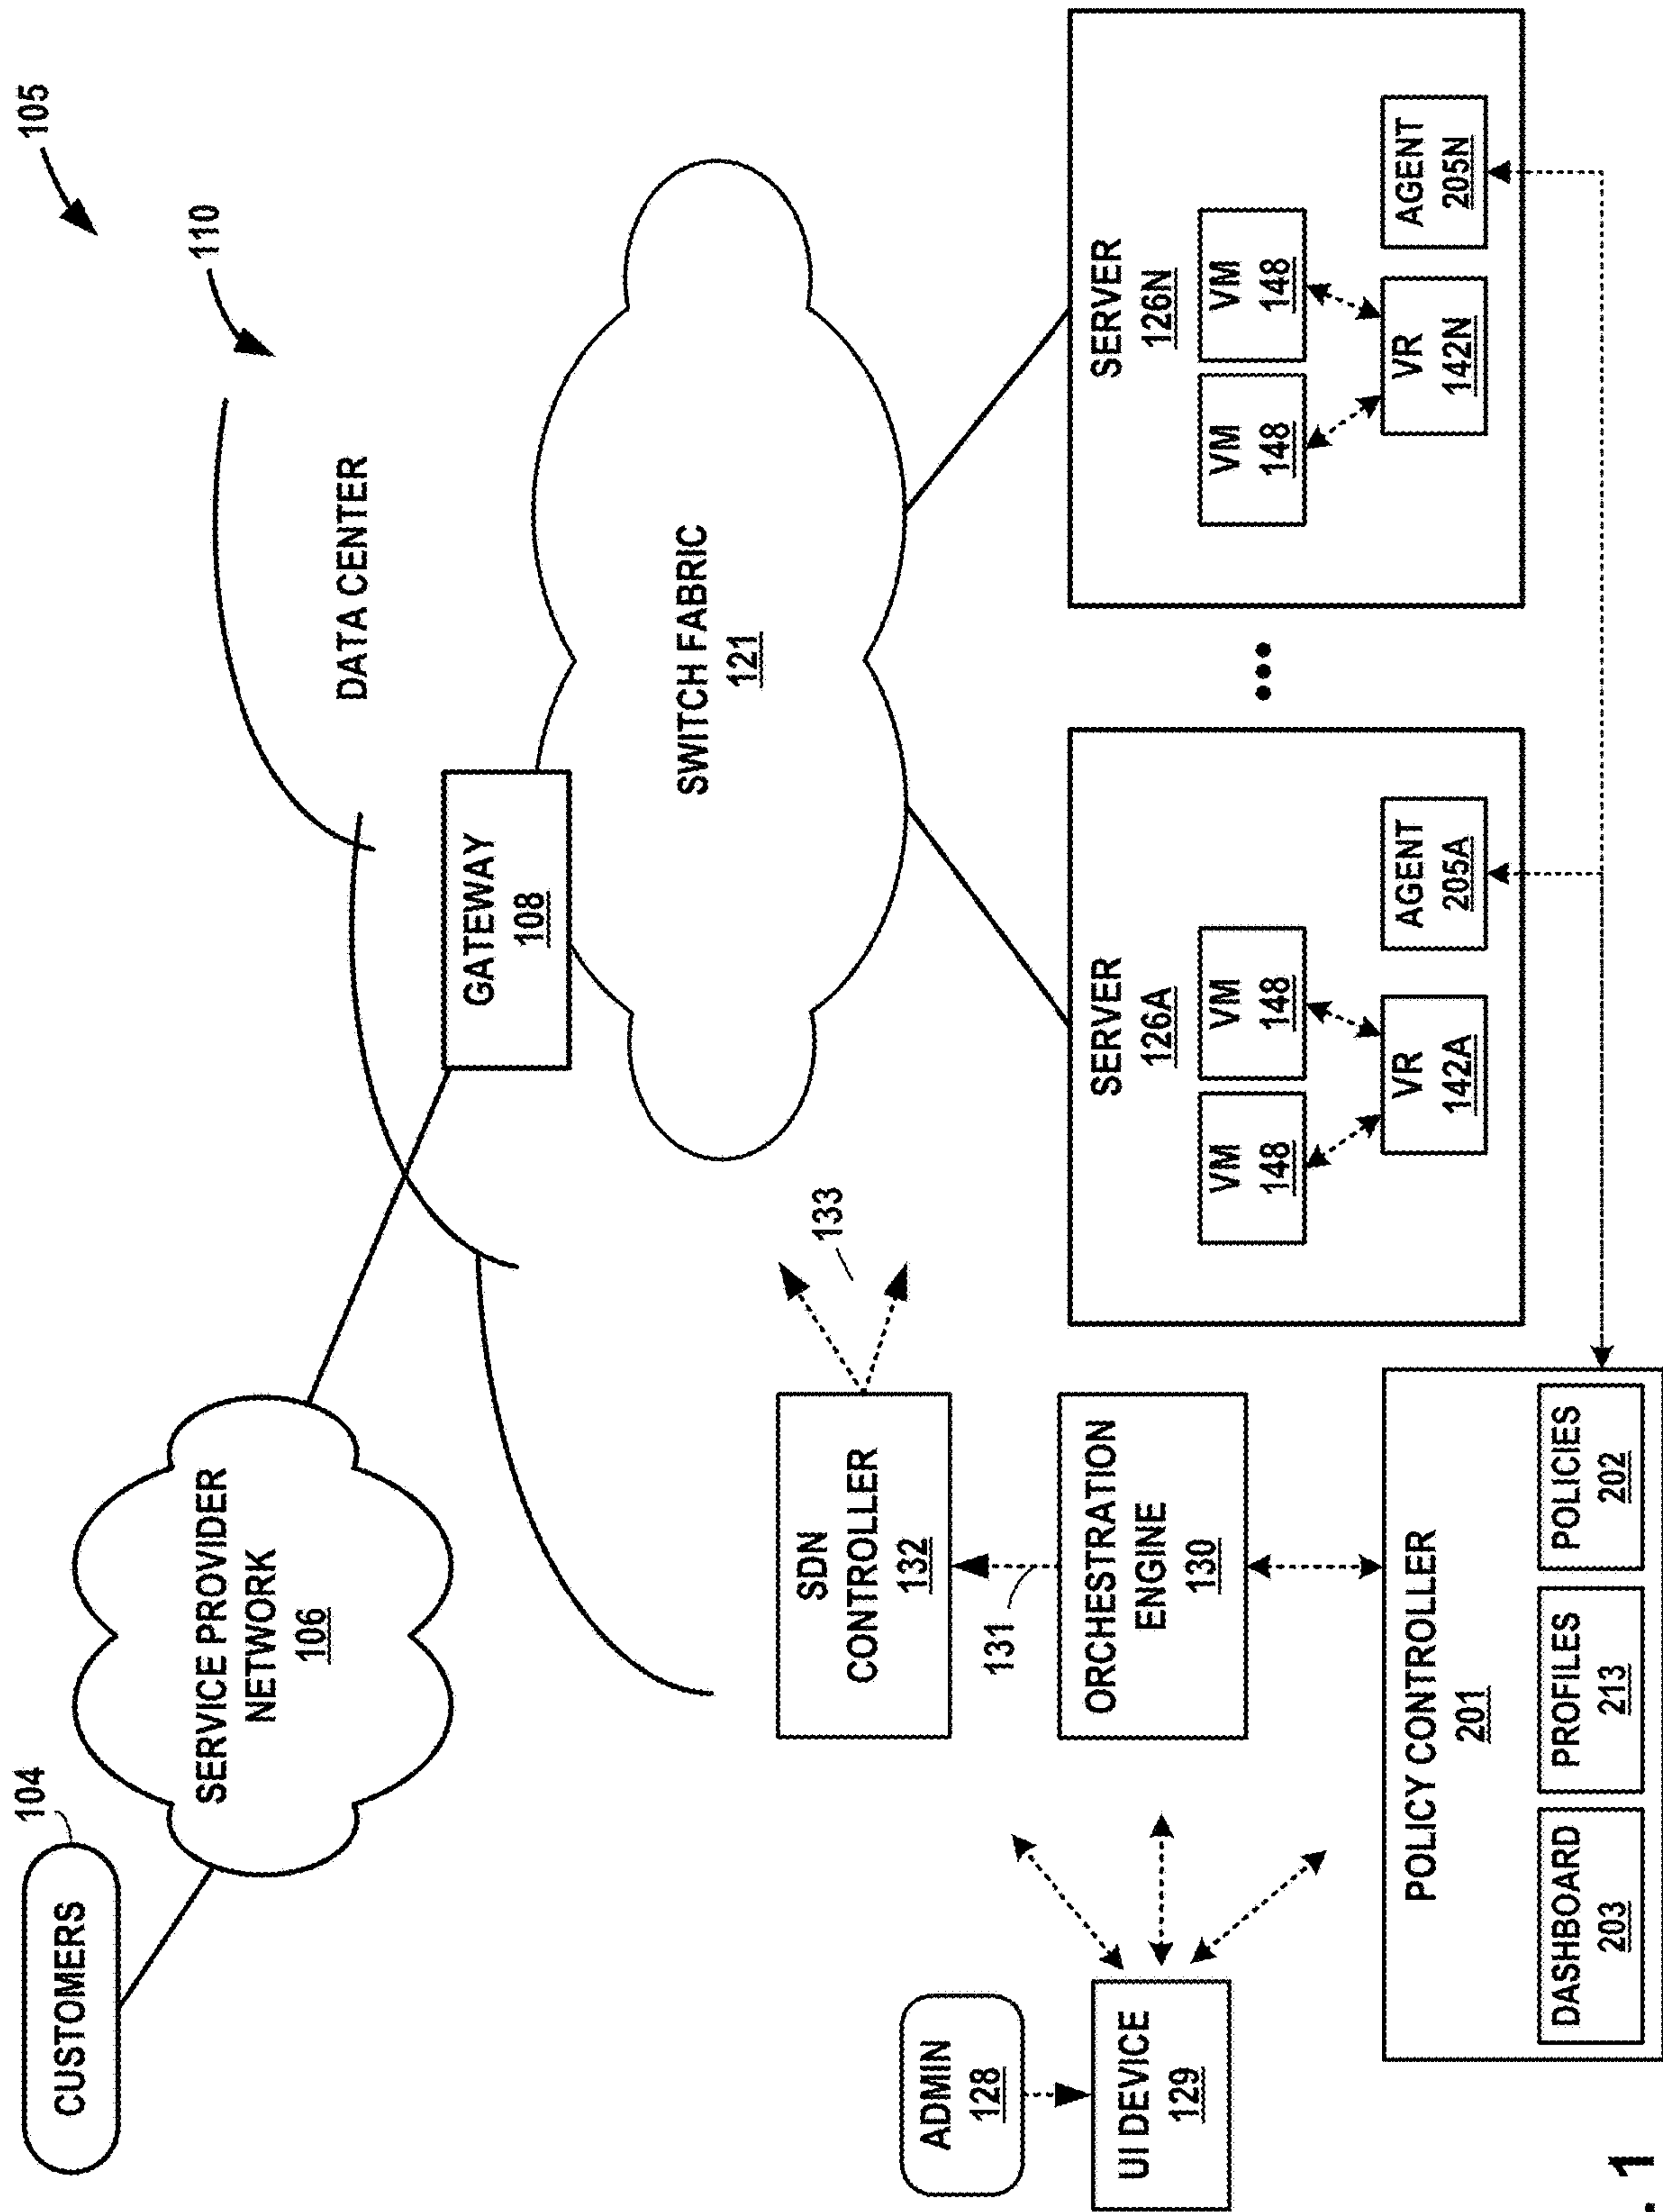 CUSTOMERS
104
SERVICE PROVIDER
NETWORK
106
105
110
DATA CENTER
GATEWAY
108
SWITCH FABRIC
121
SDN
CONTROLLER
132
133
131
ORCHESTRATION
ENGINE
130
ADMIN
128
UI DEVICE
129
POLICY CONTROLLER
201
DASHBOARD
203
PROFILES
213
POLICIES
202
SERVER
126A
VM
148
VM
148
VR
142A
AGENT
205A
•••
SERVER
126N
VM
148
VM
148
VR
142N
AGENT
205N
. 1